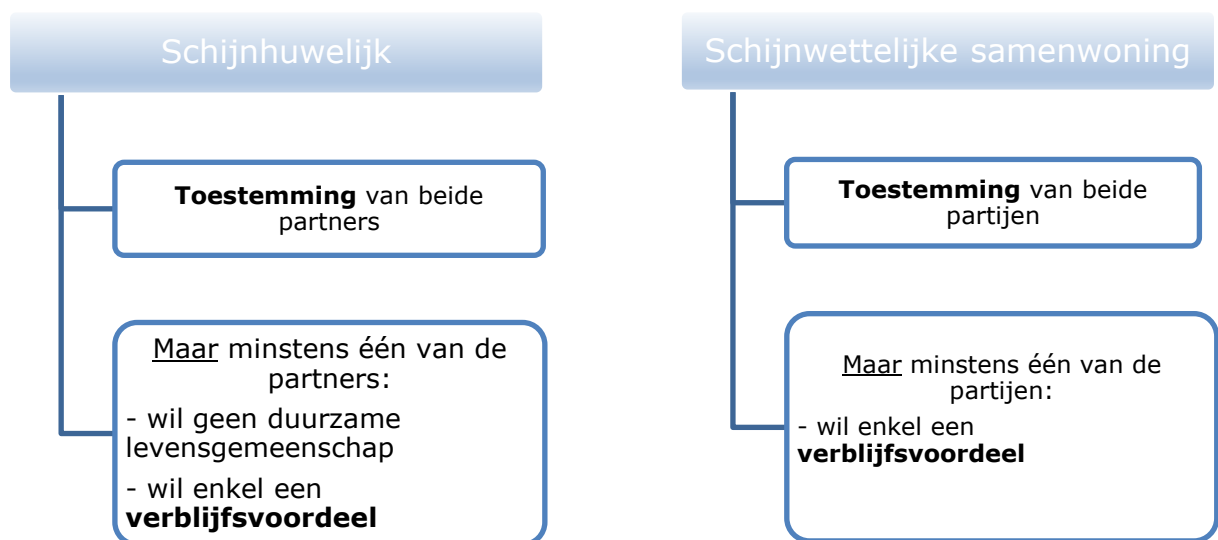 Schijnhuwelijk
Toestemming van beide
partners
Maar minstens één van de
partners:
- wil geen duurzame
levensgemeenschap
- wil enkel een
verblijfsvoordeel
Schijnwettelijke samenwoning
Toestemming van beide
partijen
Maar minstens één van de
partijen:
- wil enkel een
verblijfsvoordeel